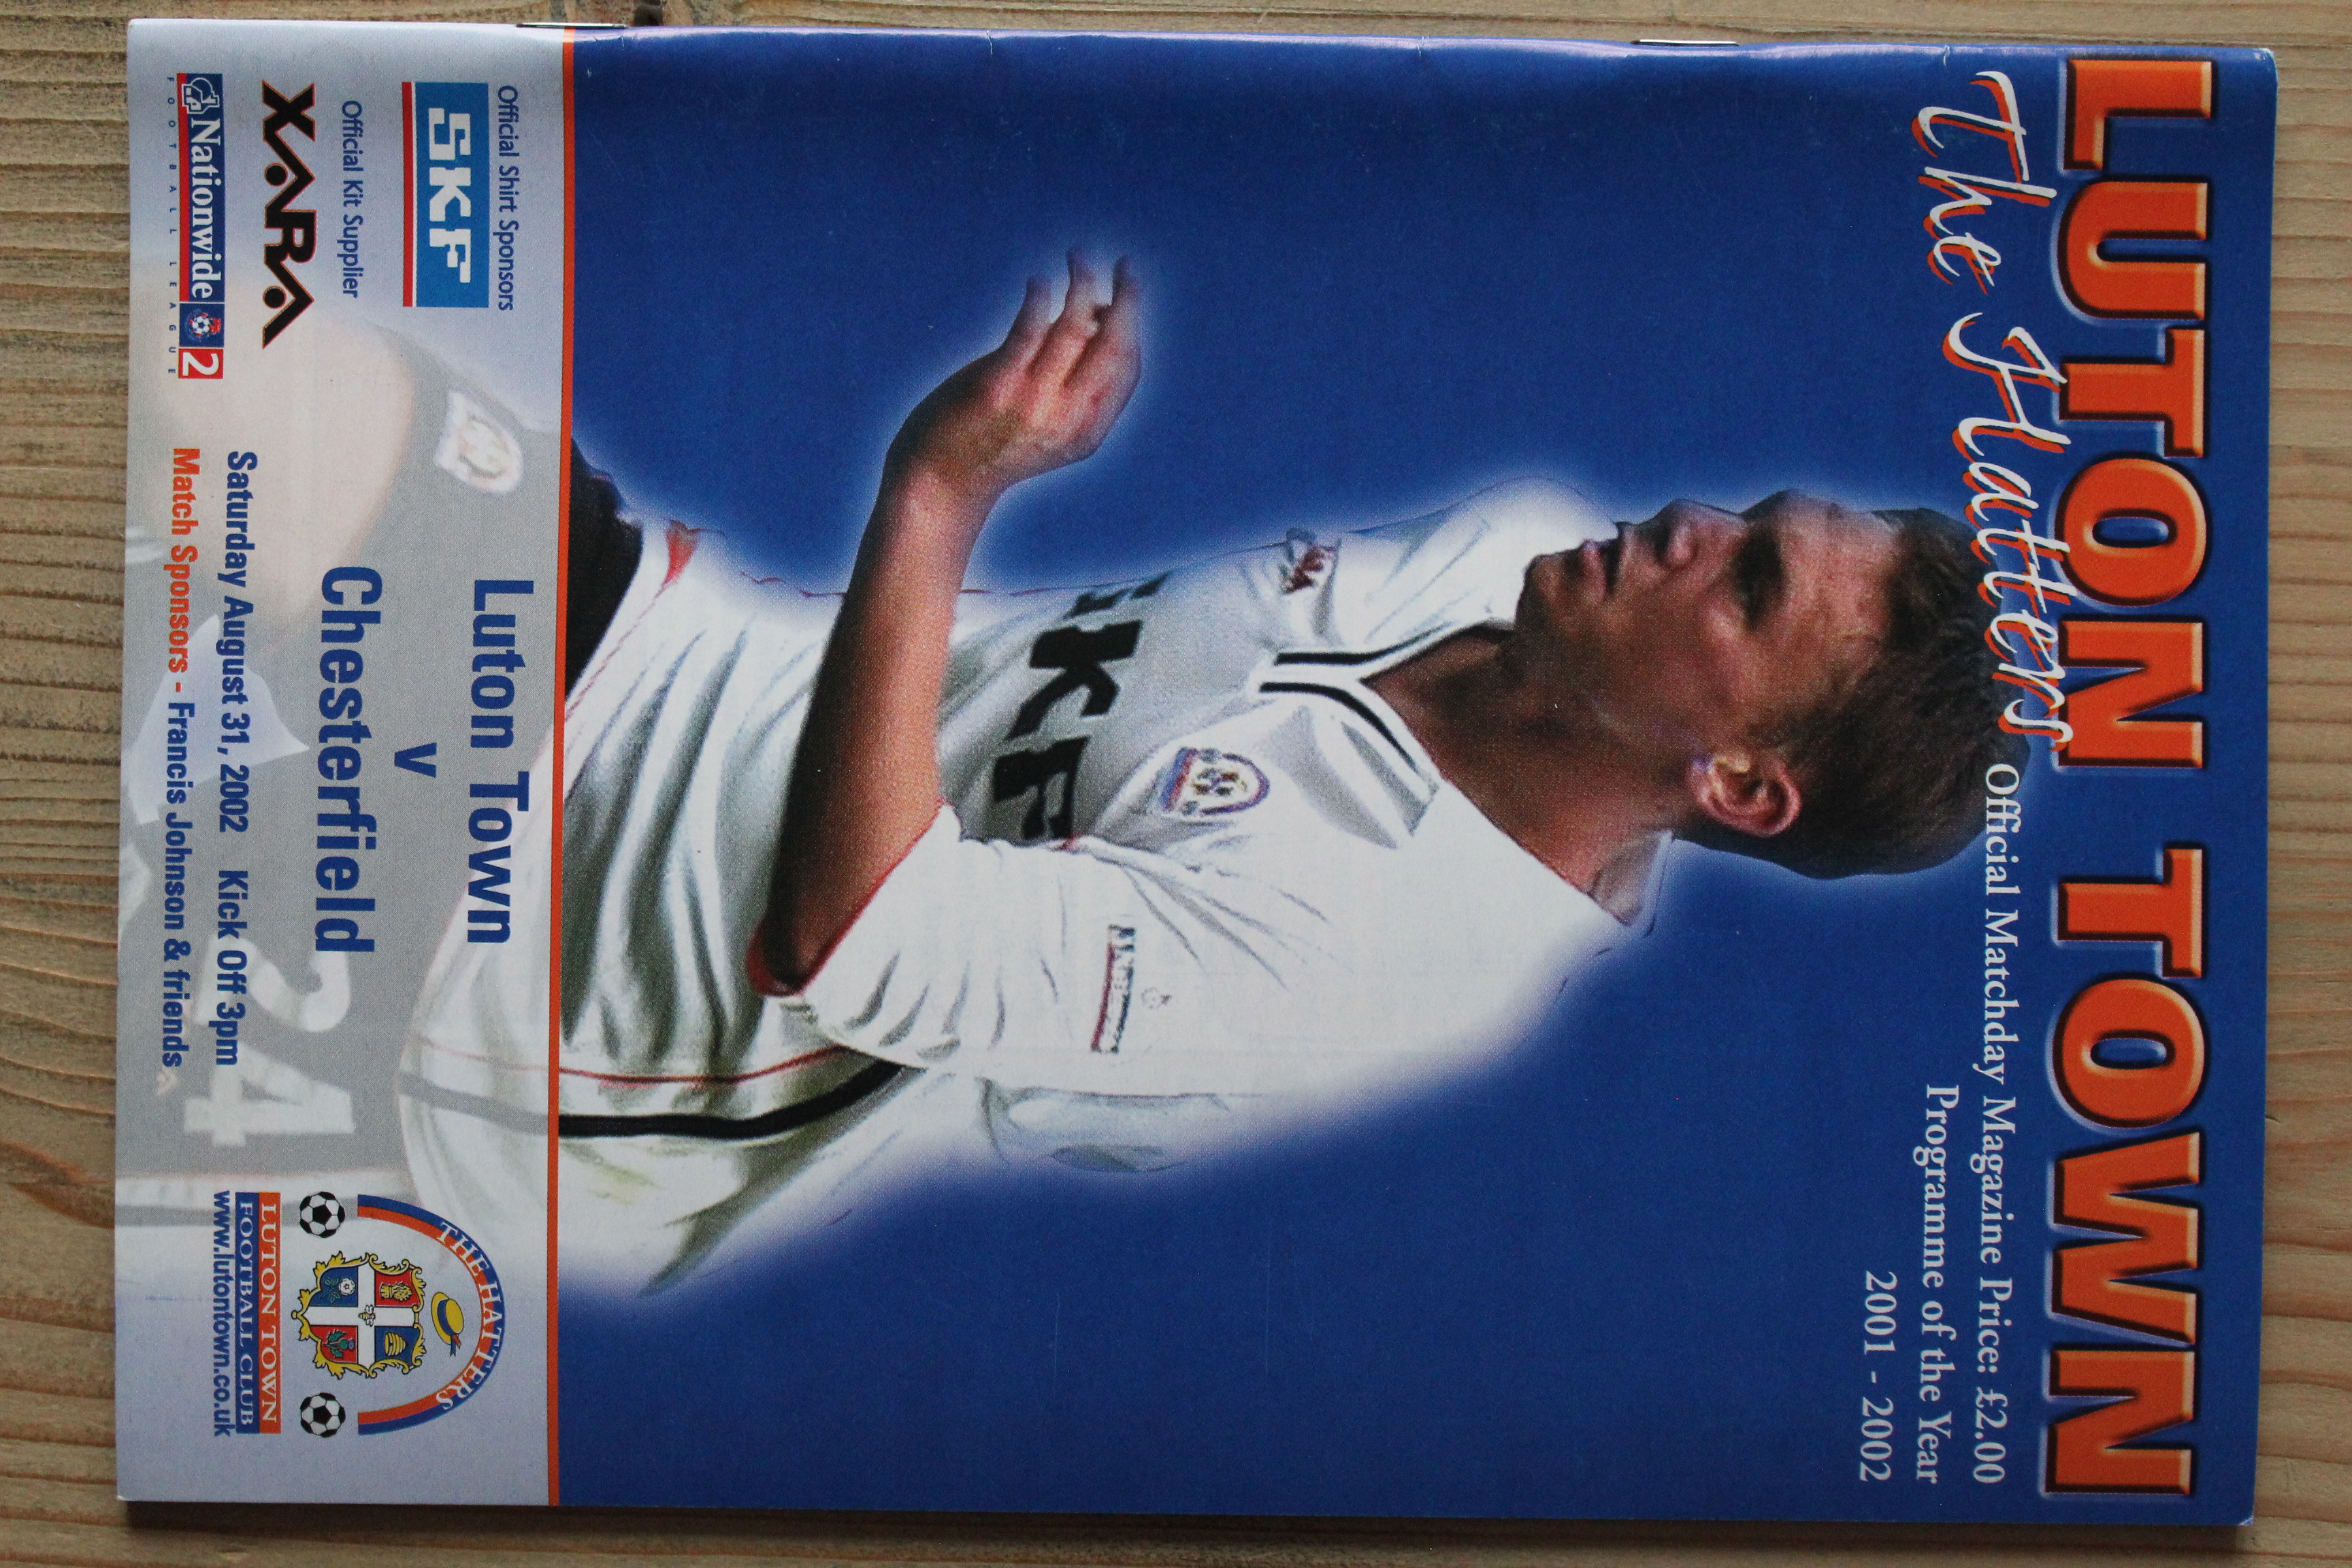 LUTON TOWN
The Hatters
Official Matchday Magazine Price: £2.00
Programme of the Year
2001 - 2002
KF
Official Shirt Sponsors
SKF
Official Kit Supplier
XARA
Nationwide 2
FOOTBALL LEAGUE
Luton Town
v
Chesterfield
Saturday August 31, 2002 Kick Off 3pm
Match Sponsors - Francis Johnson & friends
24
THE HATTERS
LUTON TOWN
FOOTBALL CLUB
www.lutontown.co.uk